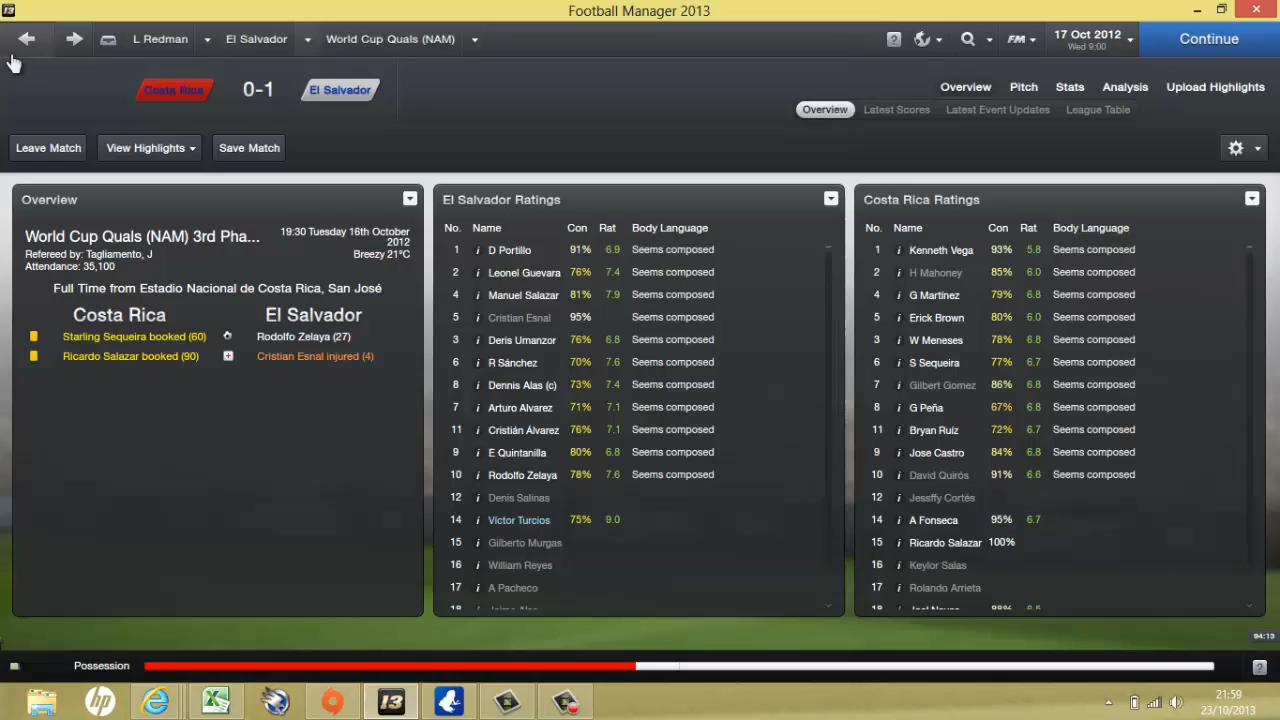 Football Manager 2013
L Redman El Salvador World Cup Quals (NAM) 17 Oct 2012 Wed 9:00 FM Continue
Costa Rica 0-1 El Salvador
Overview Pitch Stats Analysis Upload Highlights
Overview Latest Scores Latest Event Updates League Table
Leave Match View Highlights Save Match
Overview
World Cup Quals (NAM) 3rd Pha... 19:30 Tuesday 16th October 2012
Refereed by: Tagliamento, J Breezy 21°C
Attendance: 35,100
Full Time from Estadio Nacional de Costa Rica, San José
Costa Rica El Salvador
Starling Sequeira booked (60) Rodolfo Zelaya (27)
Ricardo Salazar booked (90) Cristian Esnal injured (4)
El Salvador Ratings
No. Name Con Rat Body Language
1 i D Portillo 91% 6.9 Seems composed
2 i Leonel Guevara 76% 7.4 Seems composed
4 i Manuel Salazar 81% 7.9 Seems composed
5 i Cristian Esnal 95% Seems composed
3 i Deris Umanzor 76% 6.8 Seems composed
6 i R Sánchez 70% 7.6 Seems composed
8 i Dennis Alas (c) 73% 7.4 Seems composed
7 i Arturo Alvarez 71% 7.1 Seems composed
11 i Cristián Álvarez 76% 7.1 Seems composed
9 i E Quintanilla 80% 6.8 Seems composed
10 i Rodolfo Zelaya 78% 7.6 Seems composed
12 i Denis Salinas
14 i Víctor Turcios 75% 9.0
15 i Gilberto Murgas
16 i William Reyes
17 i A Pacheco
18 i Jaime Alas
Costa Rica Ratings
No. Name Con Rat Body Language
1 i Kenneth Vega 93% 5.8 Seems composed
2 i H Mahoney 85% 6.0 Seems composed
4 i G Martínez 79% 6.8 Seems composed
5 i Erick Brown 80% 6.0 Seems composed
3 i W Meneses 78% 6.8 Seems composed
6 i S Sequeira 77% 6.7 Seems composed
7 i Gilbert Gomez 86% 6.8 Seems composed
8 i G Peña 67% 6.8 Seems composed
11 i Bryan Ruíz 72% 6.7 Seems composed
9 i Jose Castro 84% 6.8 Seems composed
10 i David Quirós 91% 6.6 Seems composed
12 i Jessffy Cortés
14 i A Fonseca 95% 6.7
15 i Ricardo Salazar 100%
16 i Keylor Salas
17 i Rolando Arrieta
18 i
94:13
Possession
13
21:59
23/10/2013